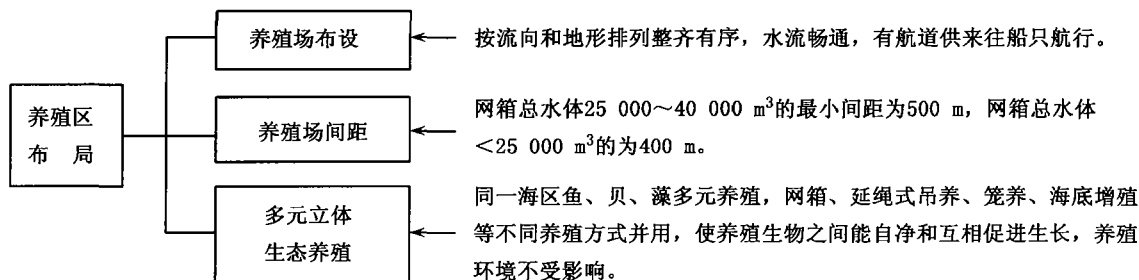 养殖场布设
按流向和地形排列整齐有序，水流畅通，有航道供来往船只航行。
养殖区
布 局
养殖场间距
网箱总水体25 000～40 000 m³的最小间距为500 m，网箱总水体
<25 000 m³的为400 m。
多元立体
生态养殖
同一海区鱼、贝、藻多元养殖，网箱、延绳式吊养、笼养、海底增殖
等不同养殖方式并用，使养殖生物之间能自净和互相促进生长，养殖
环境不受影响。